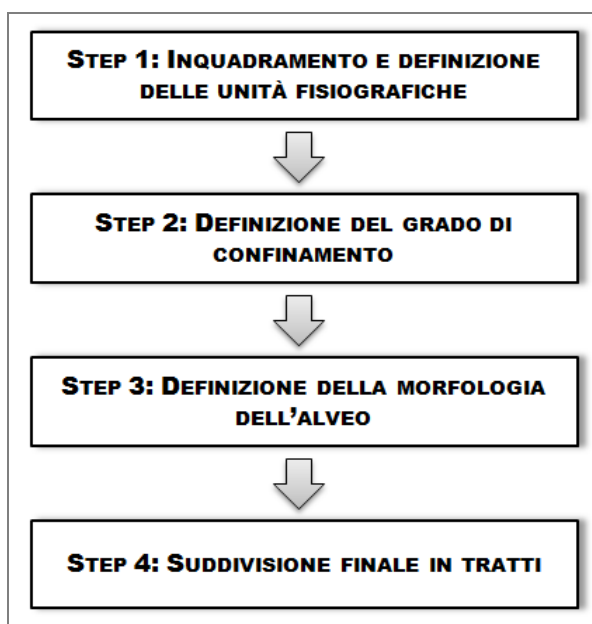 STEP 1: INQUADRAMENTO E DEFINIZIONE
DELLE UNITÀ FISIOGRAFICHE
STEP 2: DEFINIZIONE DEL GRADO DI
CONFINAMENTO
STEP 3: DEFINIZIONE DELLA MORFOLOGIA
DELL’ALVEO
STEP 4: SUDDIVISIONE FINALE IN TRATTI